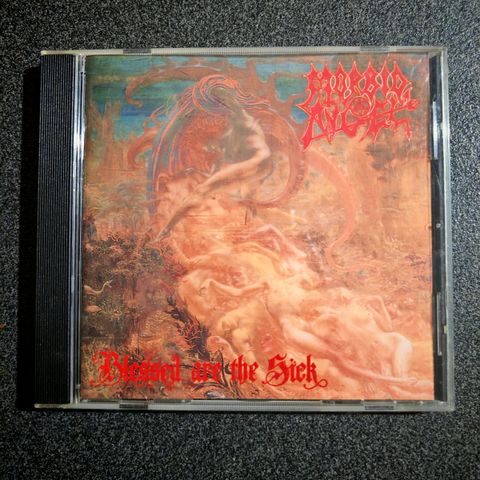 MORBID
ANGEL
Blessed are the Sick